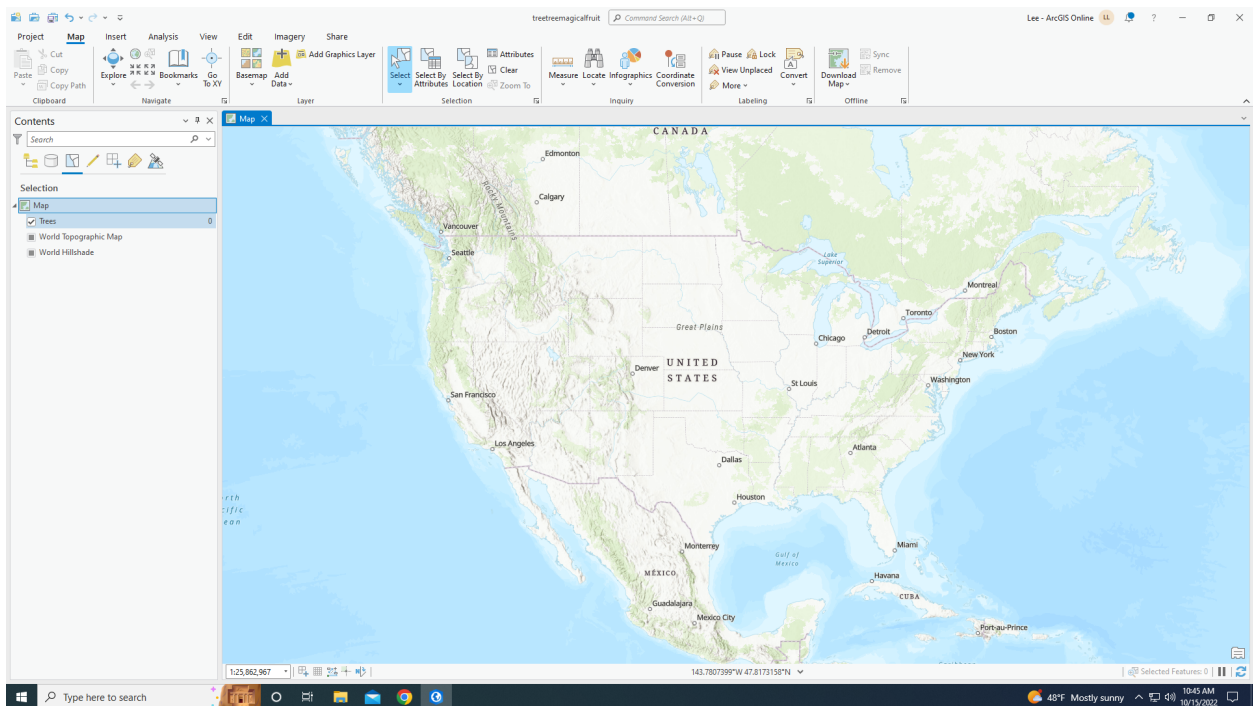 treetreemagicalfruit
Command Search (Alt+Q)
Lee - ArcGIS Online
LL
?
Project
Map
Insert
Analysis
View
Edit
Imagery
Share
Paste
Cut
Copy
Copy Path
Clipboard
Explore
Bookmarks
Go To XY
Navigate
Basemap
Add Data
Add Graphics Layer
Layer
Select
Select By Attributes
Select By Location
Attributes
Clear
Zoom To
Selection
Measure
Locate
Infographics
Coordinate Conversion
Inquiry
Pause
Lock
View Unplaced
More
Convert
Labeling
Download Map
Sync
Remove
Offline
Contents
Search
Selection
Map
Trees 0
World Topographic Map
World Hillshade
Map
CANADA
Edmonton
Calgary
Rocky Mountains
Vancouver
Seattle
Lake Superior
Montreal
Toronto
Great Plains
Chicago
Detroit
Boston
New York
Denver
UNITED
STATES
St Louis
Washington
San Francisco
Los Angeles
Atlanta
Dallas
Houston
Monterrey
Gulf of
Mexico
Miami
MÉXICO
Havana
CUBA
Guadalajara
Mexico City
Port-au-Prince
1:25,862,967
143.7807399°W 47.8173158°N
Selected Features: 0
Type here to search
48°F Mostly sunny
10:45 AM
10/15/2022